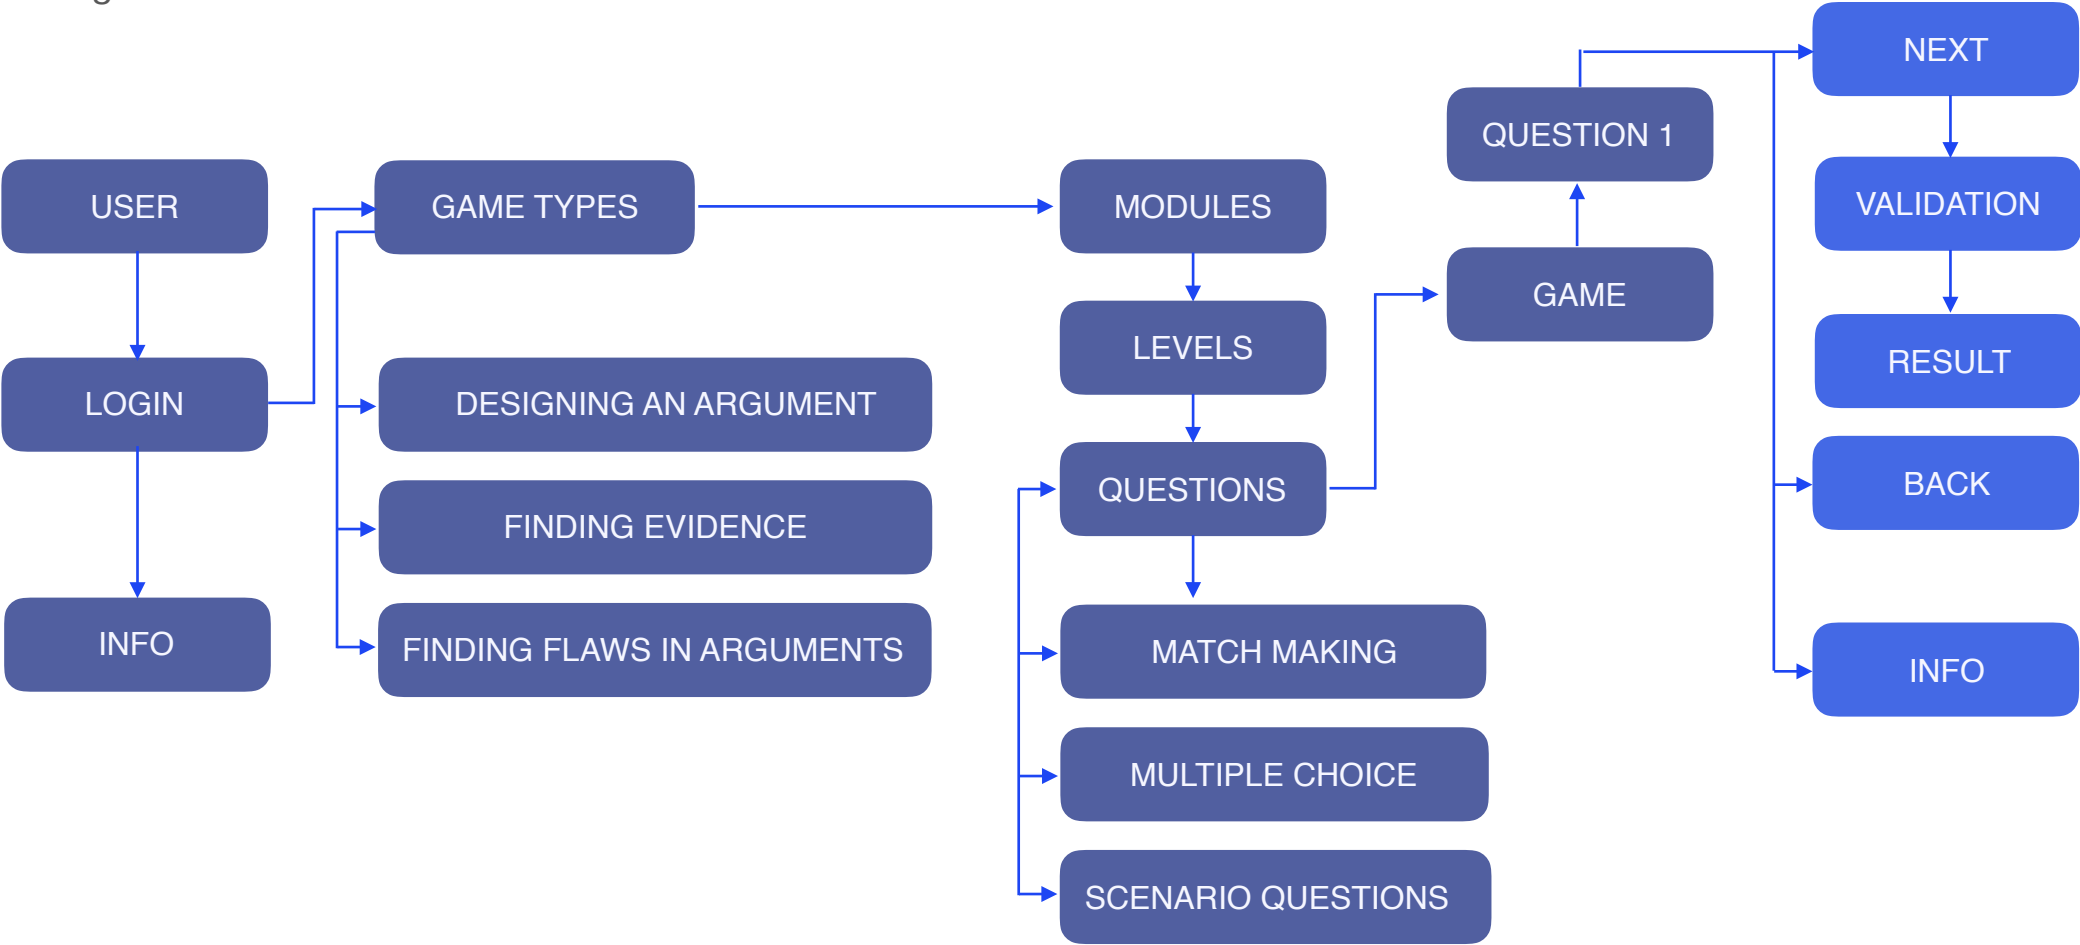 USER
LOGIN
INFO
GAME TYPES
DESIGNING AN ARGUMENT
FINDING EVIDENCE
FINDING FLAWS IN ARGUMENTS
MODULES
LEVELS
QUESTIONS
MATCH MAKING
MULTIPLE CHOICE
SCENARIO QUESTIONS
QUESTION 1
GAME
NEXT
VALIDATION
RESULT
BACK
INFO